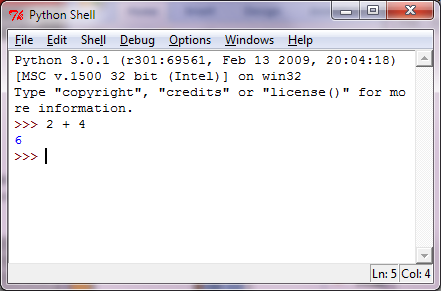 Python Shell
File Edit Shell Debug Options Windows Help
Python 3.0.1 (r301:69561, Feb 13 2009, 20:04:18)
[MSC v.1500 32 bit (Intel)] on win32
Type "copyright", "credits" or "license()" for mo
re information.
>>> 2 + 4
6
>>>
Ln: 5 Col: 4